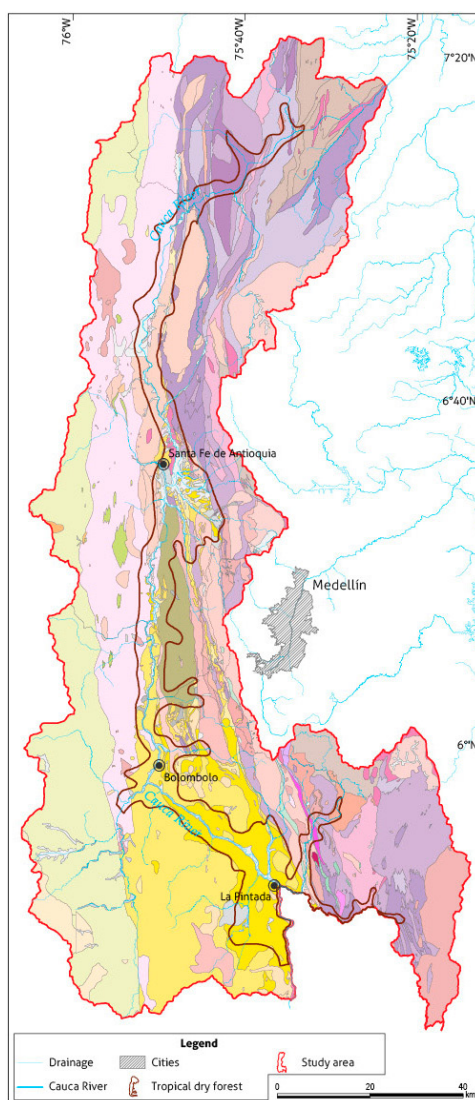 76°W
75°40'W
75°20'W
7°20'N
Cauca River
6°40'N
Santa Fe de Antioquia
Medellín
6°N
Bolombolo
Cauca River
La Pintada
Legend
Drainage
Cities
Study area
Cauca River
Tropical dry forest
0
20
40
km